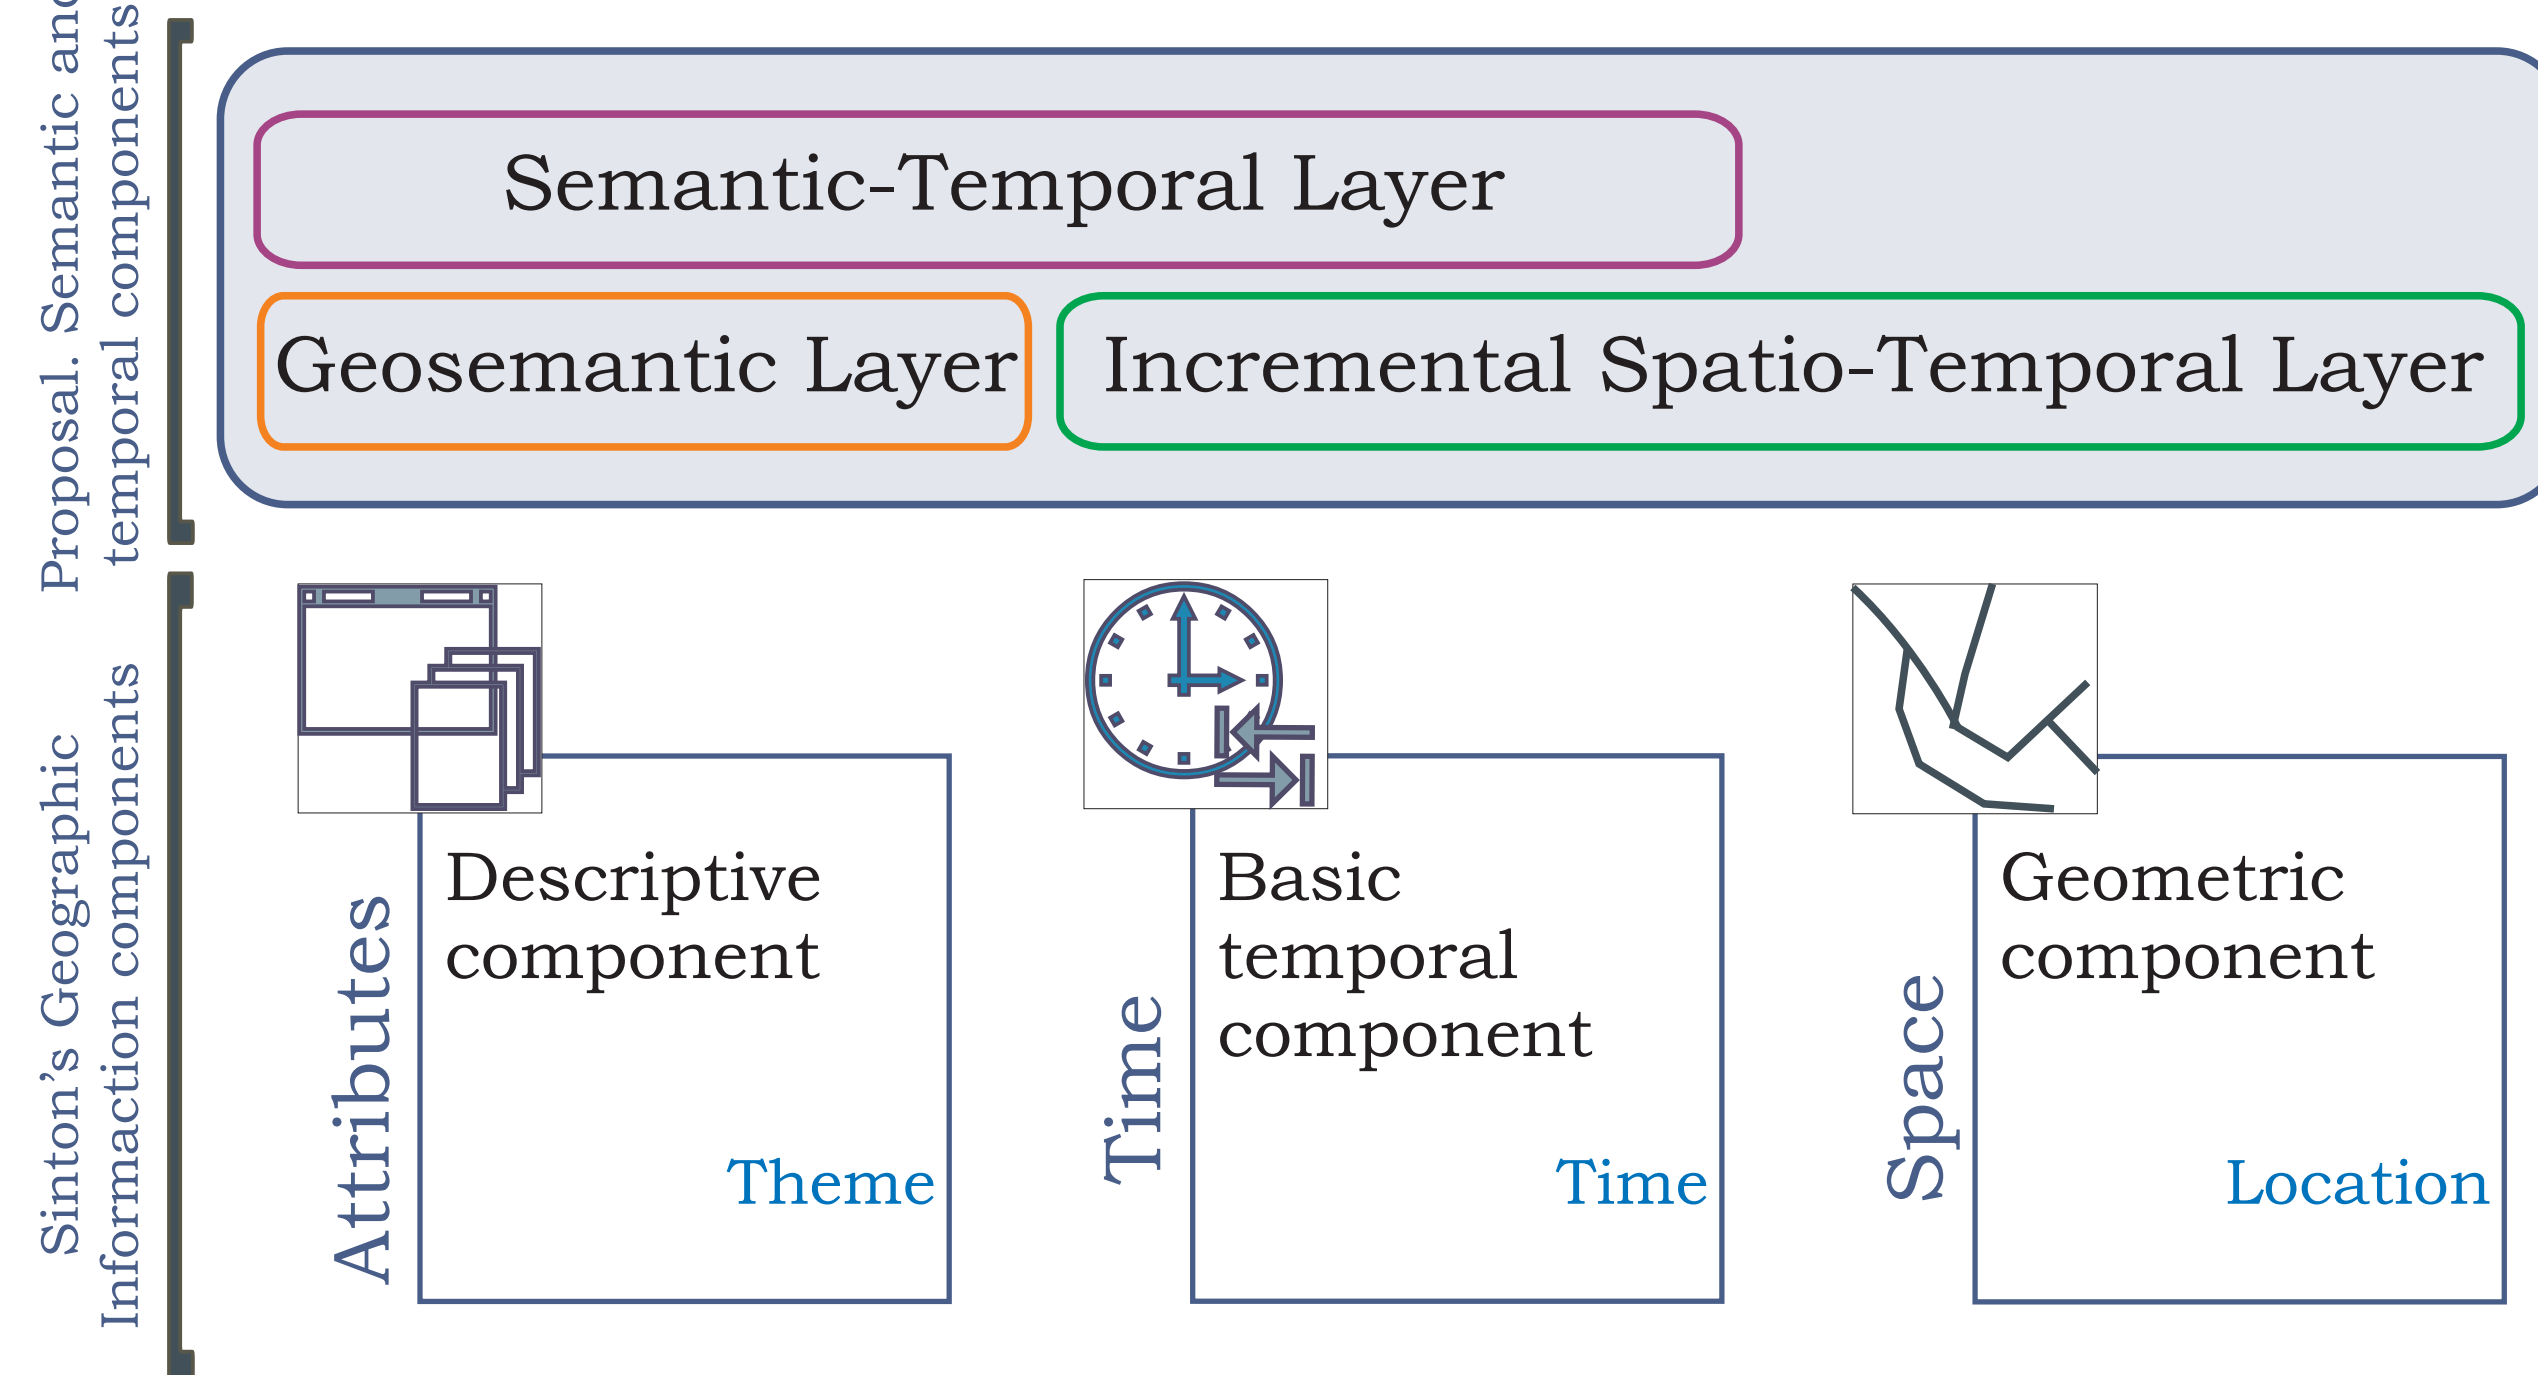 Proposal. Semantic and
temporal components
Semantic-Temporal Layer
Geosemantic Layer
Incremental Spatio-Temporal Layer
Sinton’s Geographic
Informaction components
Attributes
Descriptive
component
Theme
Time
Basic
temporal
component
Time
Space
Geometric
component
Location